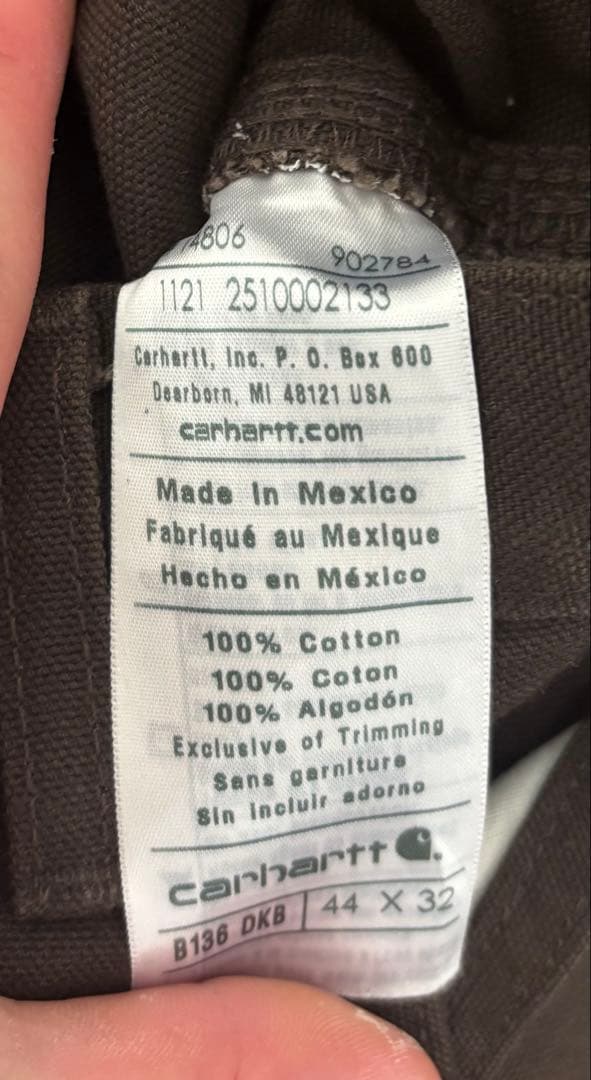 4806
902784
1121 2510002133
Carhartt, Inc. P. O. Box 600
Dearborn, MI 48121 USA
carhartt.com
Made in Mexico
Fabriqué au Mexique
Hecho en México
100% Cotton
100% Coton
100% Algodón
Exclusive of Trimming
Sans garniture
Sin incluir adorno
carhartt
B136 DKB 44 X 32